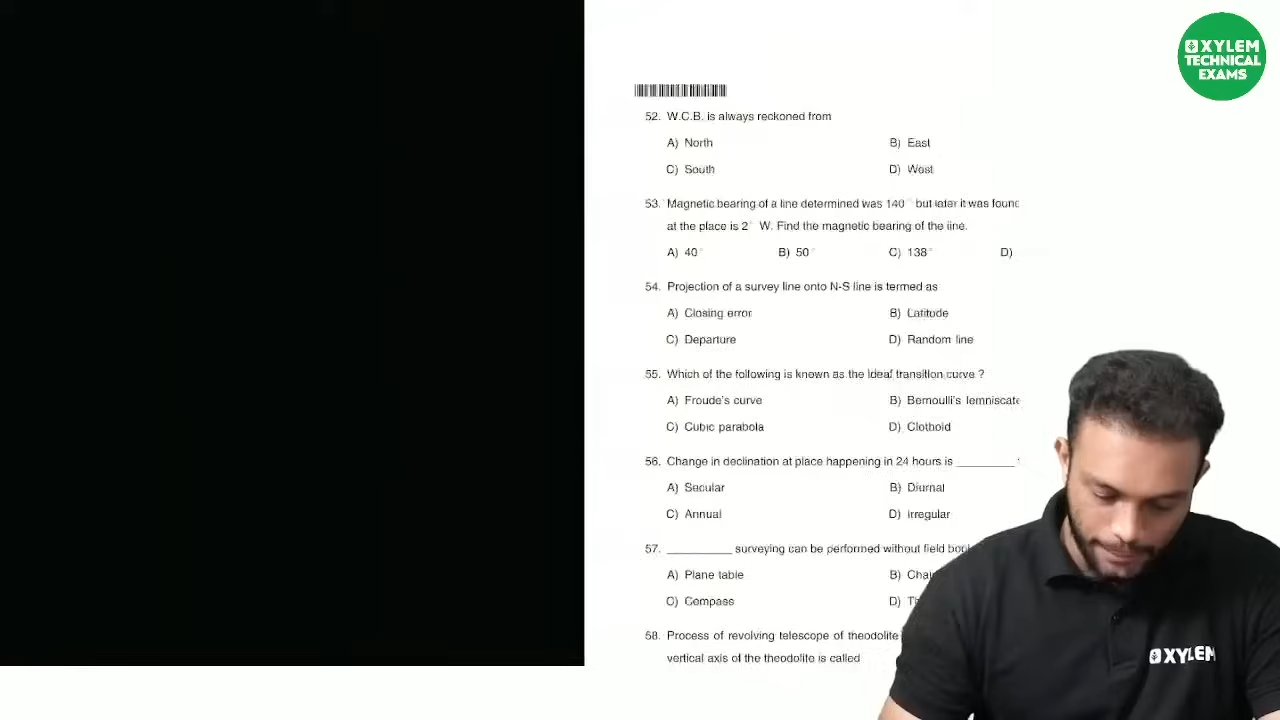 XYLEM
TECHNICAL
EXAMS
52. W.C.B. is always reckoned from
A) North B) East
C) South D) West
53. Magnetic bearing of a line determined was 140° but later it was found
at the place is 2° W. Find the magnetic bearing of the line.
A) 40° B) 50° C) 138° D)
54. Projection of a survey line onto N-S line is termed as
A) Closing error B) Latitude
C) Departure D) Random line
55. Which of the following is known as the Ideal transition curve ?
A) Froude's curve B) Bernoulli's lemniscate
C) Cubic parabola D) Clothoid
56. Change in declination at place happening in 24 hours is __________
A) Secular B) Diurnal
C) Annual D) Irregular
57. ___________ surveying can be performed without field
A) Plane table B)
C) Compass D)
58. Process of revolving telescope of theodolite
vertical axis of the theodolite is called
XYLEM